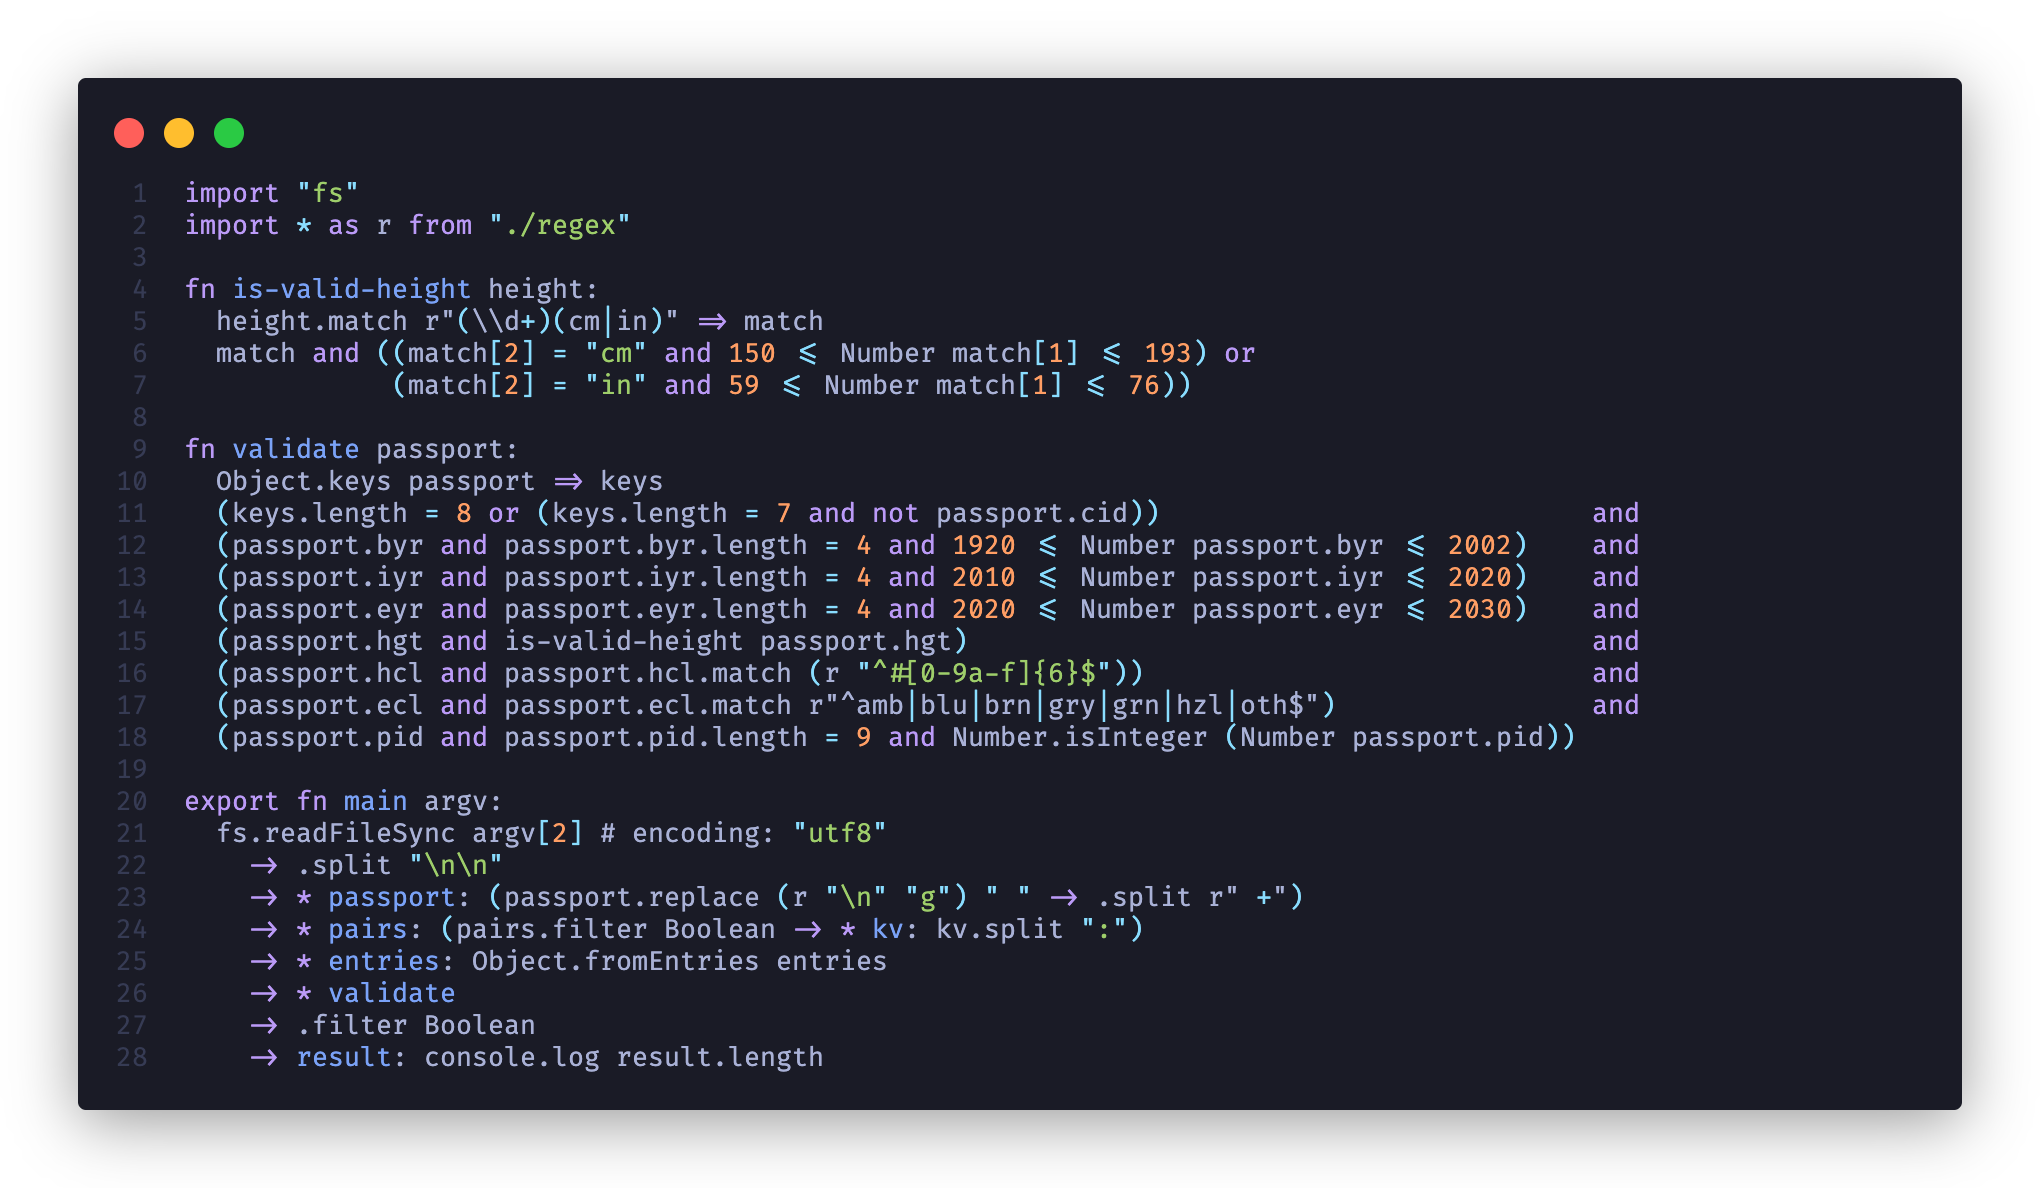 1 import "fs"
2 import * as r from "./regex"
3
4 fn is-valid-height height:
5   height.match r"(\\d+)(cm|in)" => match
6   match and ((match[2] = "cm" and 150 <= Number match[1] <= 193) or
7              (match[2] = "in" and 59 <= Number match[1] <= 76))
8
9 fn validate passport:
10   Object.keys passport => keys
11   (keys.length = 8 or (keys.length = 7 and not passport.cid))                           and
12   (passport.byr and passport.byr.length = 4 and 1920 <= Number passport.byr <= 2002)    and
13   (passport.iyr and passport.iyr.length = 4 and 2010 <= Number passport.iyr <= 2020)    and
14   (passport.eyr and passport.eyr.length = 4 and 2020 <= Number passport.eyr <= 2030)    and
15   (passport.hgt and is-valid-height passport.hgt)                                       and
16   (passport.hcl and passport.hcl.match (r "^#[0-9a-f]{6}$"))                            and
17   (passport.ecl and passport.ecl.match r"^amb|blu|brn|gry|grn|hzl|oth$")                and
18   (passport.pid and passport.pid.length = 9 and Number.isInteger (Number passport.pid))
19
20 export fn main argv:
21   fs.readFileSync argv[2] # encoding: "utf8"
22     -> .split "\n\n"
23     -> * passport: (passport.replace (r "\n" "g") " " -> .split r" +")
24     -> * pairs: (pairs.filter Boolean -> * kv: kv.split ":")
25     -> * entries: Object.fromEntries entries
26     -> * validate
27     -> .filter Boolean
28     -> result: console.log result.length